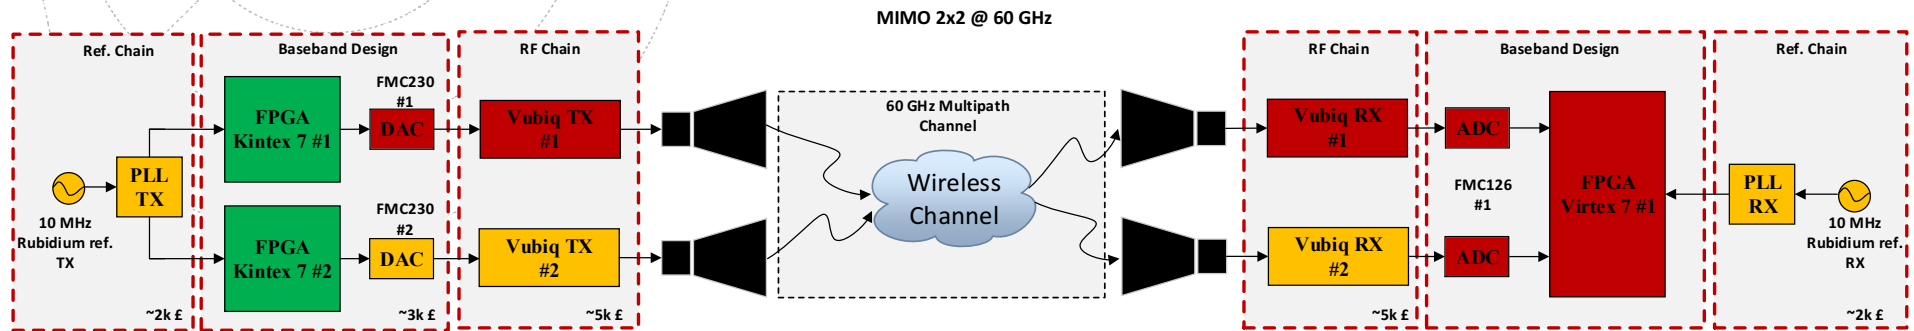 MIMO 2x2 @ 60 GHz
Ref. Chain
10 MHz
Rubidium ref.
TX
PLL
TX
~2k £
Baseband Design
FPGA
Kintex 7 #1
FMC230
#1
DAC
FPGA
Kintex 7 #2
FMC230
#2
DAC
~3k £
RF Chain
Vubiq TX
#1
Vubiq TX
#2
~5k £
60 GHz Multipath
Channel
Wireless
Channel
RF Chain
Vubiq RX
#1
Vubiq RX
#2
~5k £
Baseband Design
ADC
FMC126
#1
ADC
FPGA
Virtex 7 #1
Ref. Chain
PLL
RX
10 MHz
Rubidium ref.
RX
~2k £